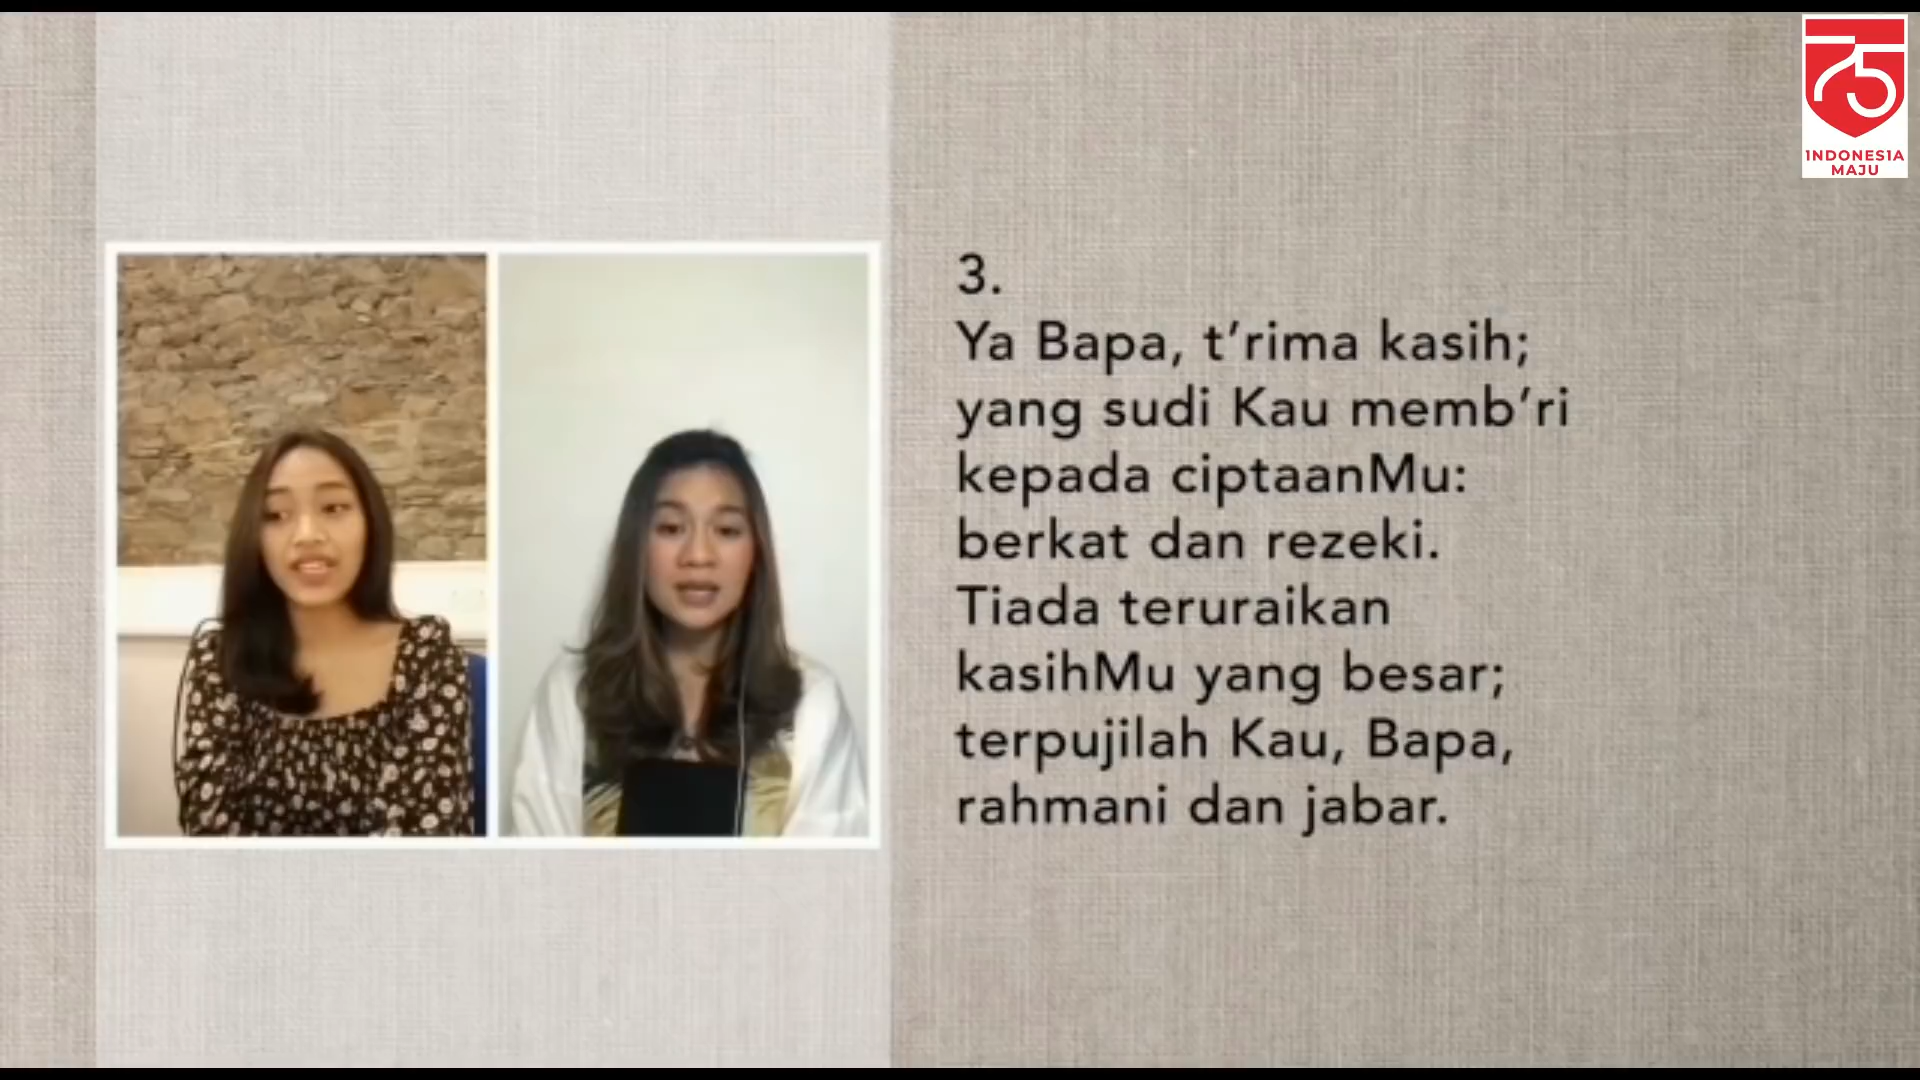 75
INDONESIA
MAJU
3.
Ya Bapa, t’rima kasih;
yang sudi Kau memb’ri
kepada ciptaanMu:
berkat dan rezeki.
Tiada teruraikan
kasihMu yang besar;
terpujilah Kau, Bapa,
rahmani dan jabar.